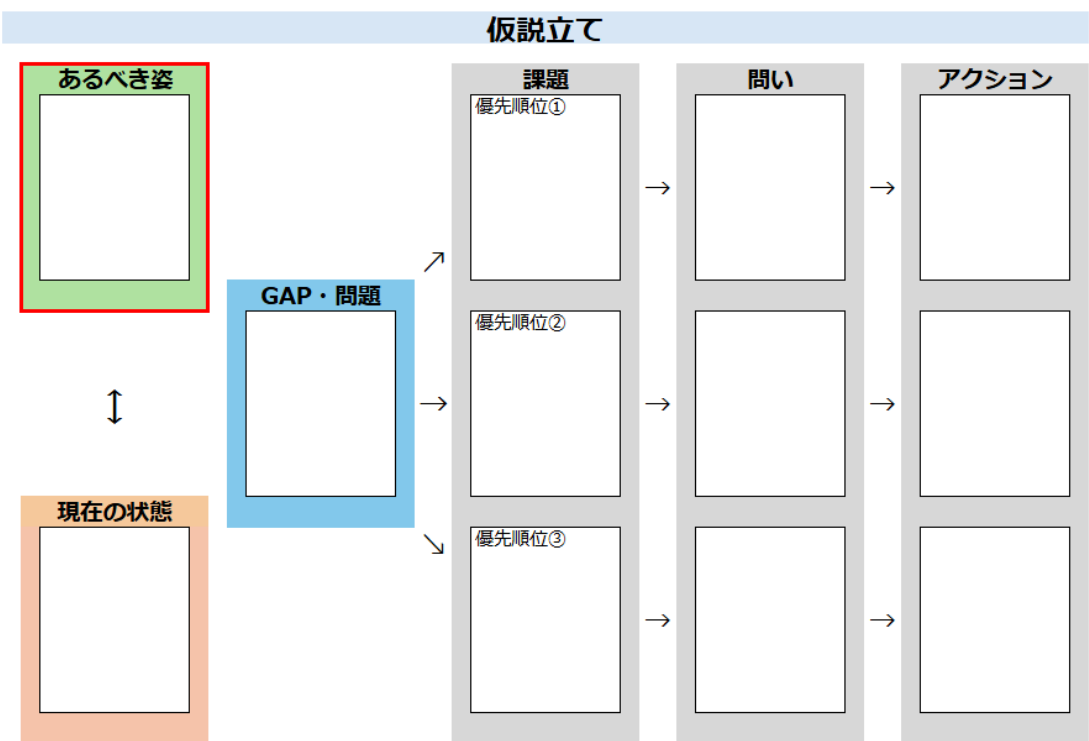 仮説立て
あるべき姿
課題
問い
アクション
優先順位①
→
→
↗
GAP・問題
優先順位②
↕
→
→
→
現在の状態
↘
優先順位③
→
→